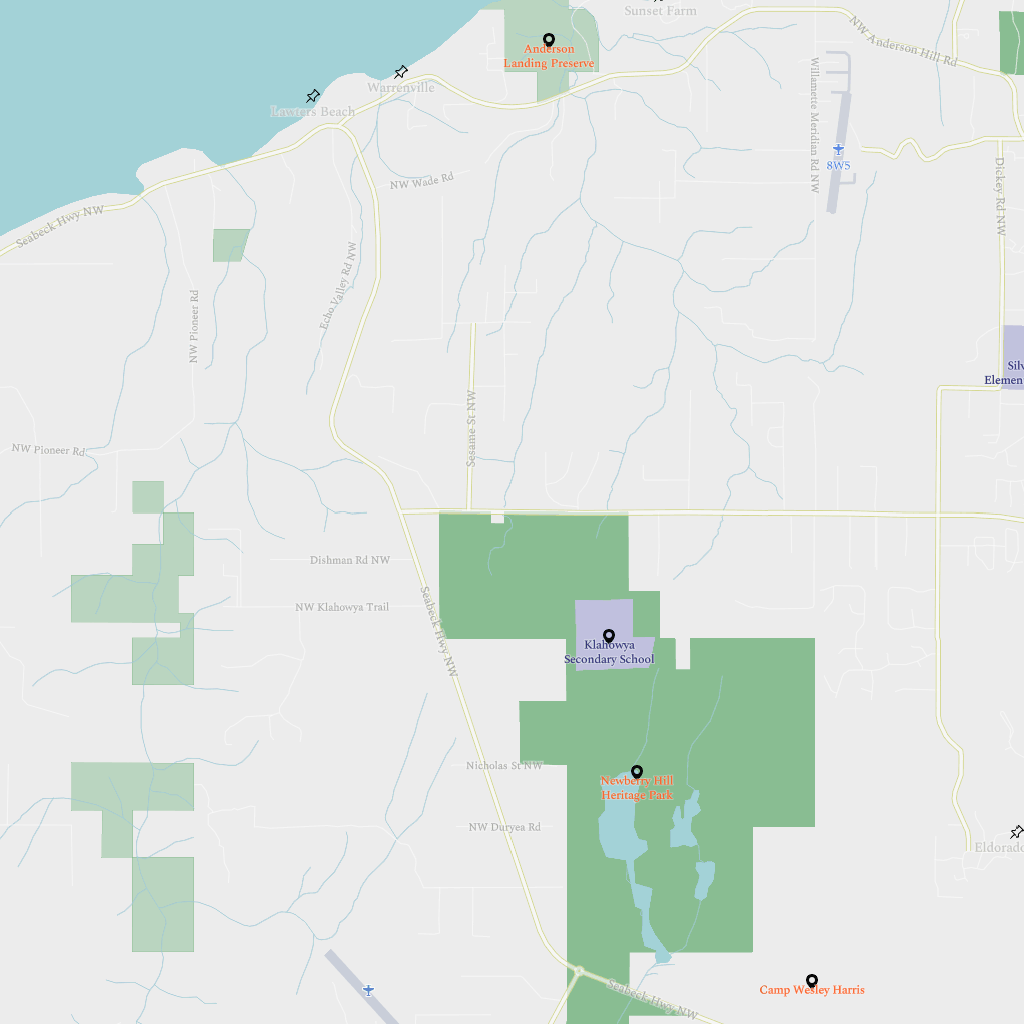 Sunset Farm
NW Anderson Hill Rd
Anderson
Landing Preserve
Warrenville
Lawters Beach
Willamette Meridian Rd NW
8W5
NW Wade Rd
Dickey Rd NW
Seabeck Hwy NW
Echo Valley Rd NW
NW Pioneer Rd
Silv
Elemen
Sesame St NW
NW Pioneer Rd
Dishman Rd NW
NW Klahowya Trail
Seabeck Hwy NW
Klahowya
Secondary School
Nicholas St NW
Newberry Hill
Heritage Park
NW Duryea Rd
Eldorado
Camp Wesley Harris
Seabeck Hwy NW